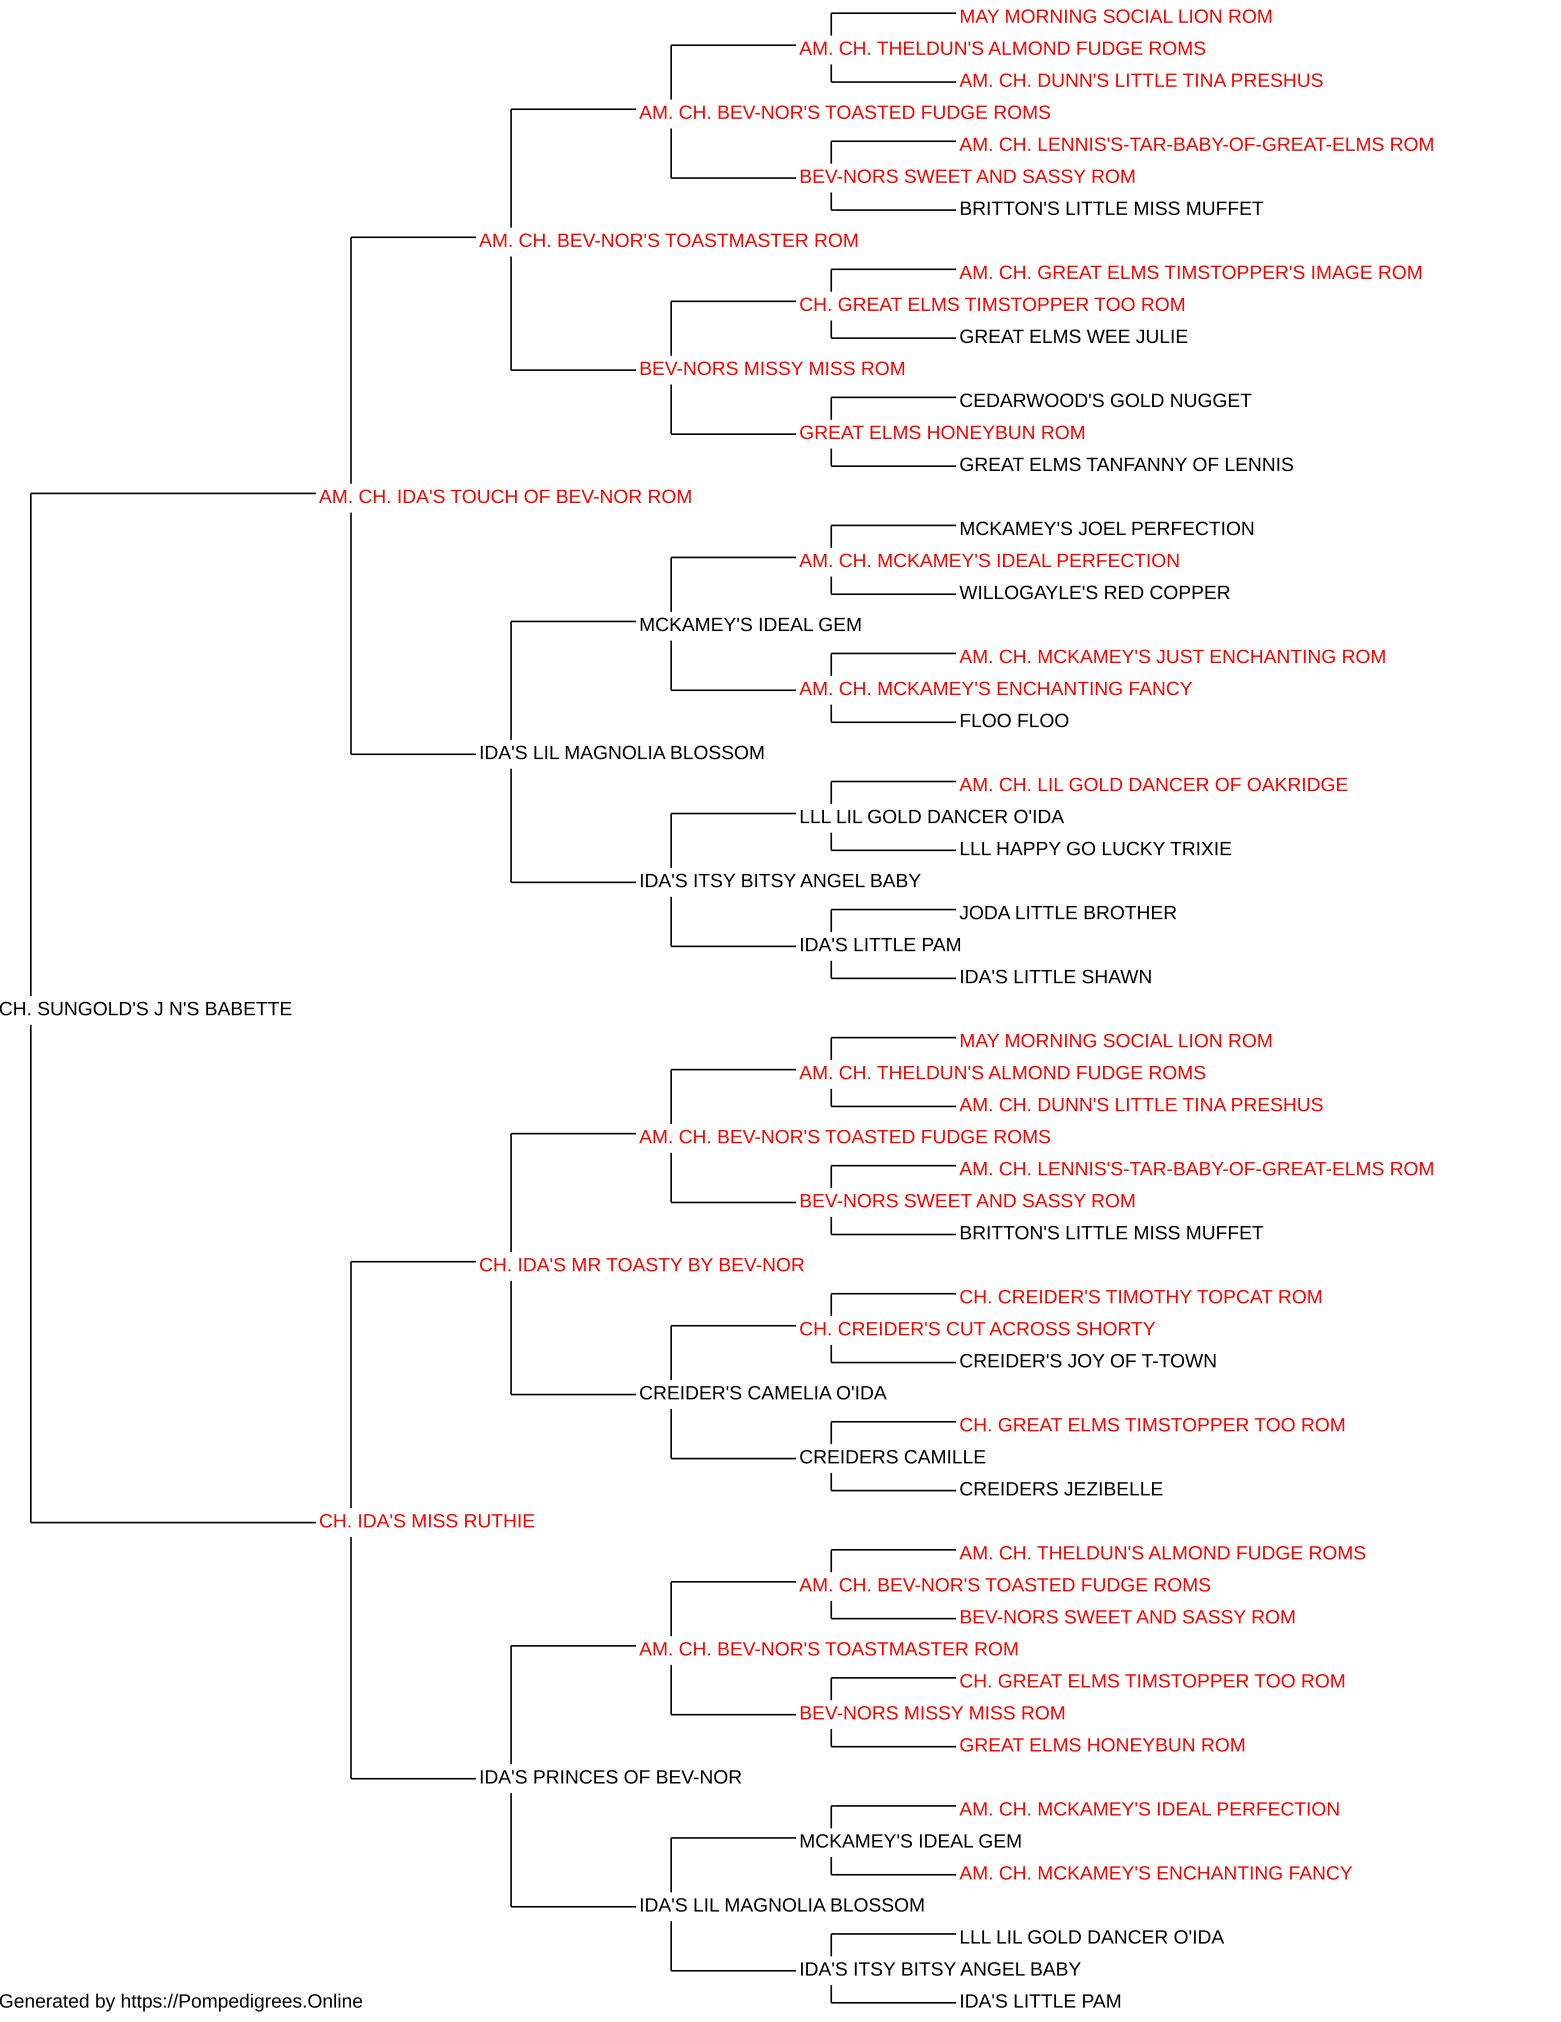 MAY MORNING SOCIAL LION ROM
AM. CH. THELDUN'S ALMOND FUDGE ROMS
AM. CH. DUNN'S LITTLE TINA PRESHUS
AM. CH. BEV-NOR'S TOASTED FUDGE ROMS
AM. CH. LENNIS'S-TAR-BABY-OF-GREAT-ELMS ROM
BEV-NORS SWEET AND SASSY ROM
BRITTON'S LITTLE MISS MUFFET
AM. CH. BEV-NOR'S TOASTMASTER ROM
AM. CH. GREAT ELMS TIMSTOPPER'S IMAGE ROM
CH. GREAT ELMS TIMSTOPPER TOO ROM
GREAT ELMS WEE JULIE
BEV-NORS MISSY MISS ROM
CEDARWOOD'S GOLD NUGGET
GREAT ELMS HONEYBUN ROM
GREAT ELMS TANFANNY OF LENNIS
AM. CH. IDA'S TOUCH OF BEV-NOR ROM
MCKAMEY'S JOEL PERFECTION
AM. CH. MCKAMEY'S IDEAL PERFECTION
WILLOGAYLE'S RED COPPER
MCKAMEY'S IDEAL GEM
AM. CH. MCKAMEY'S JUST ENCHANTING ROM
AM. CH. MCKAMEY'S ENCHANTING FANCY
FLOO FLOO
IDA'S LIL MAGNOLIA BLOSSOM
AM. CH. LIL GOLD DANCER OF OAKRIDGE
LLL LIL GOLD DANCER O'IDA
LLL HAPPY GO LUCKY TRIXIE
IDA'S ITSY BITSY ANGEL BABY
JODA LITTLE BROTHER
IDA'S LITTLE PAM
IDA'S LITTLE SHAWN
CH. SUNGOLD'S J N'S BABETTE
MAY MORNING SOCIAL LION ROM
AM. CH. THELDUN'S ALMOND FUDGE ROMS
AM. CH. DUNN'S LITTLE TINA PRESHUS
AM. CH. BEV-NOR'S TOASTED FUDGE ROMS
AM. CH. LENNIS'S-TAR-BABY-OF-GREAT-ELMS ROM
BEV-NORS SWEET AND SASSY ROM
BRITTON'S LITTLE MISS MUFFET
CH. IDA'S MR TOASTY BY BEV-NOR
CH. CREIDER'S TIMOTHY TOPCAT ROM
CH. CREIDER'S CUT ACROSS SHORTY
CREIDER'S JOY OF T-TOWN
CREIDER'S CAMELIA O'IDA
CH. GREAT ELMS TIMSTOPPER TOO ROM
CREIDERS CAMILLE
CREIDERS JEZIBELLE
CH. IDA'S MISS RUTHIE
AM. CH. THELDUN'S ALMOND FUDGE ROMS
AM. CH. BEV-NOR'S TOASTED FUDGE ROMS
BEV-NORS SWEET AND SASSY ROM
AM. CH. BEV-NOR'S TOASTMASTER ROM
CH. GREAT ELMS TIMSTOPPER TOO ROM
BEV-NORS MISSY MISS ROM
GREAT ELMS HONEYBUN ROM
IDA'S PRINCES OF BEV-NOR
AM. CH. MCKAMEY'S IDEAL PERFECTION
MCKAMEY'S IDEAL GEM
AM. CH. MCKAMEY'S ENCHANTING FANCY
IDA'S LIL MAGNOLIA BLOSSOM
LLL LIL GOLD DANCER O'IDA
IDA'S ITSY BITSY ANGEL BABY
IDA'S LITTLE PAM
Generated by https://Pompedigrees.Online